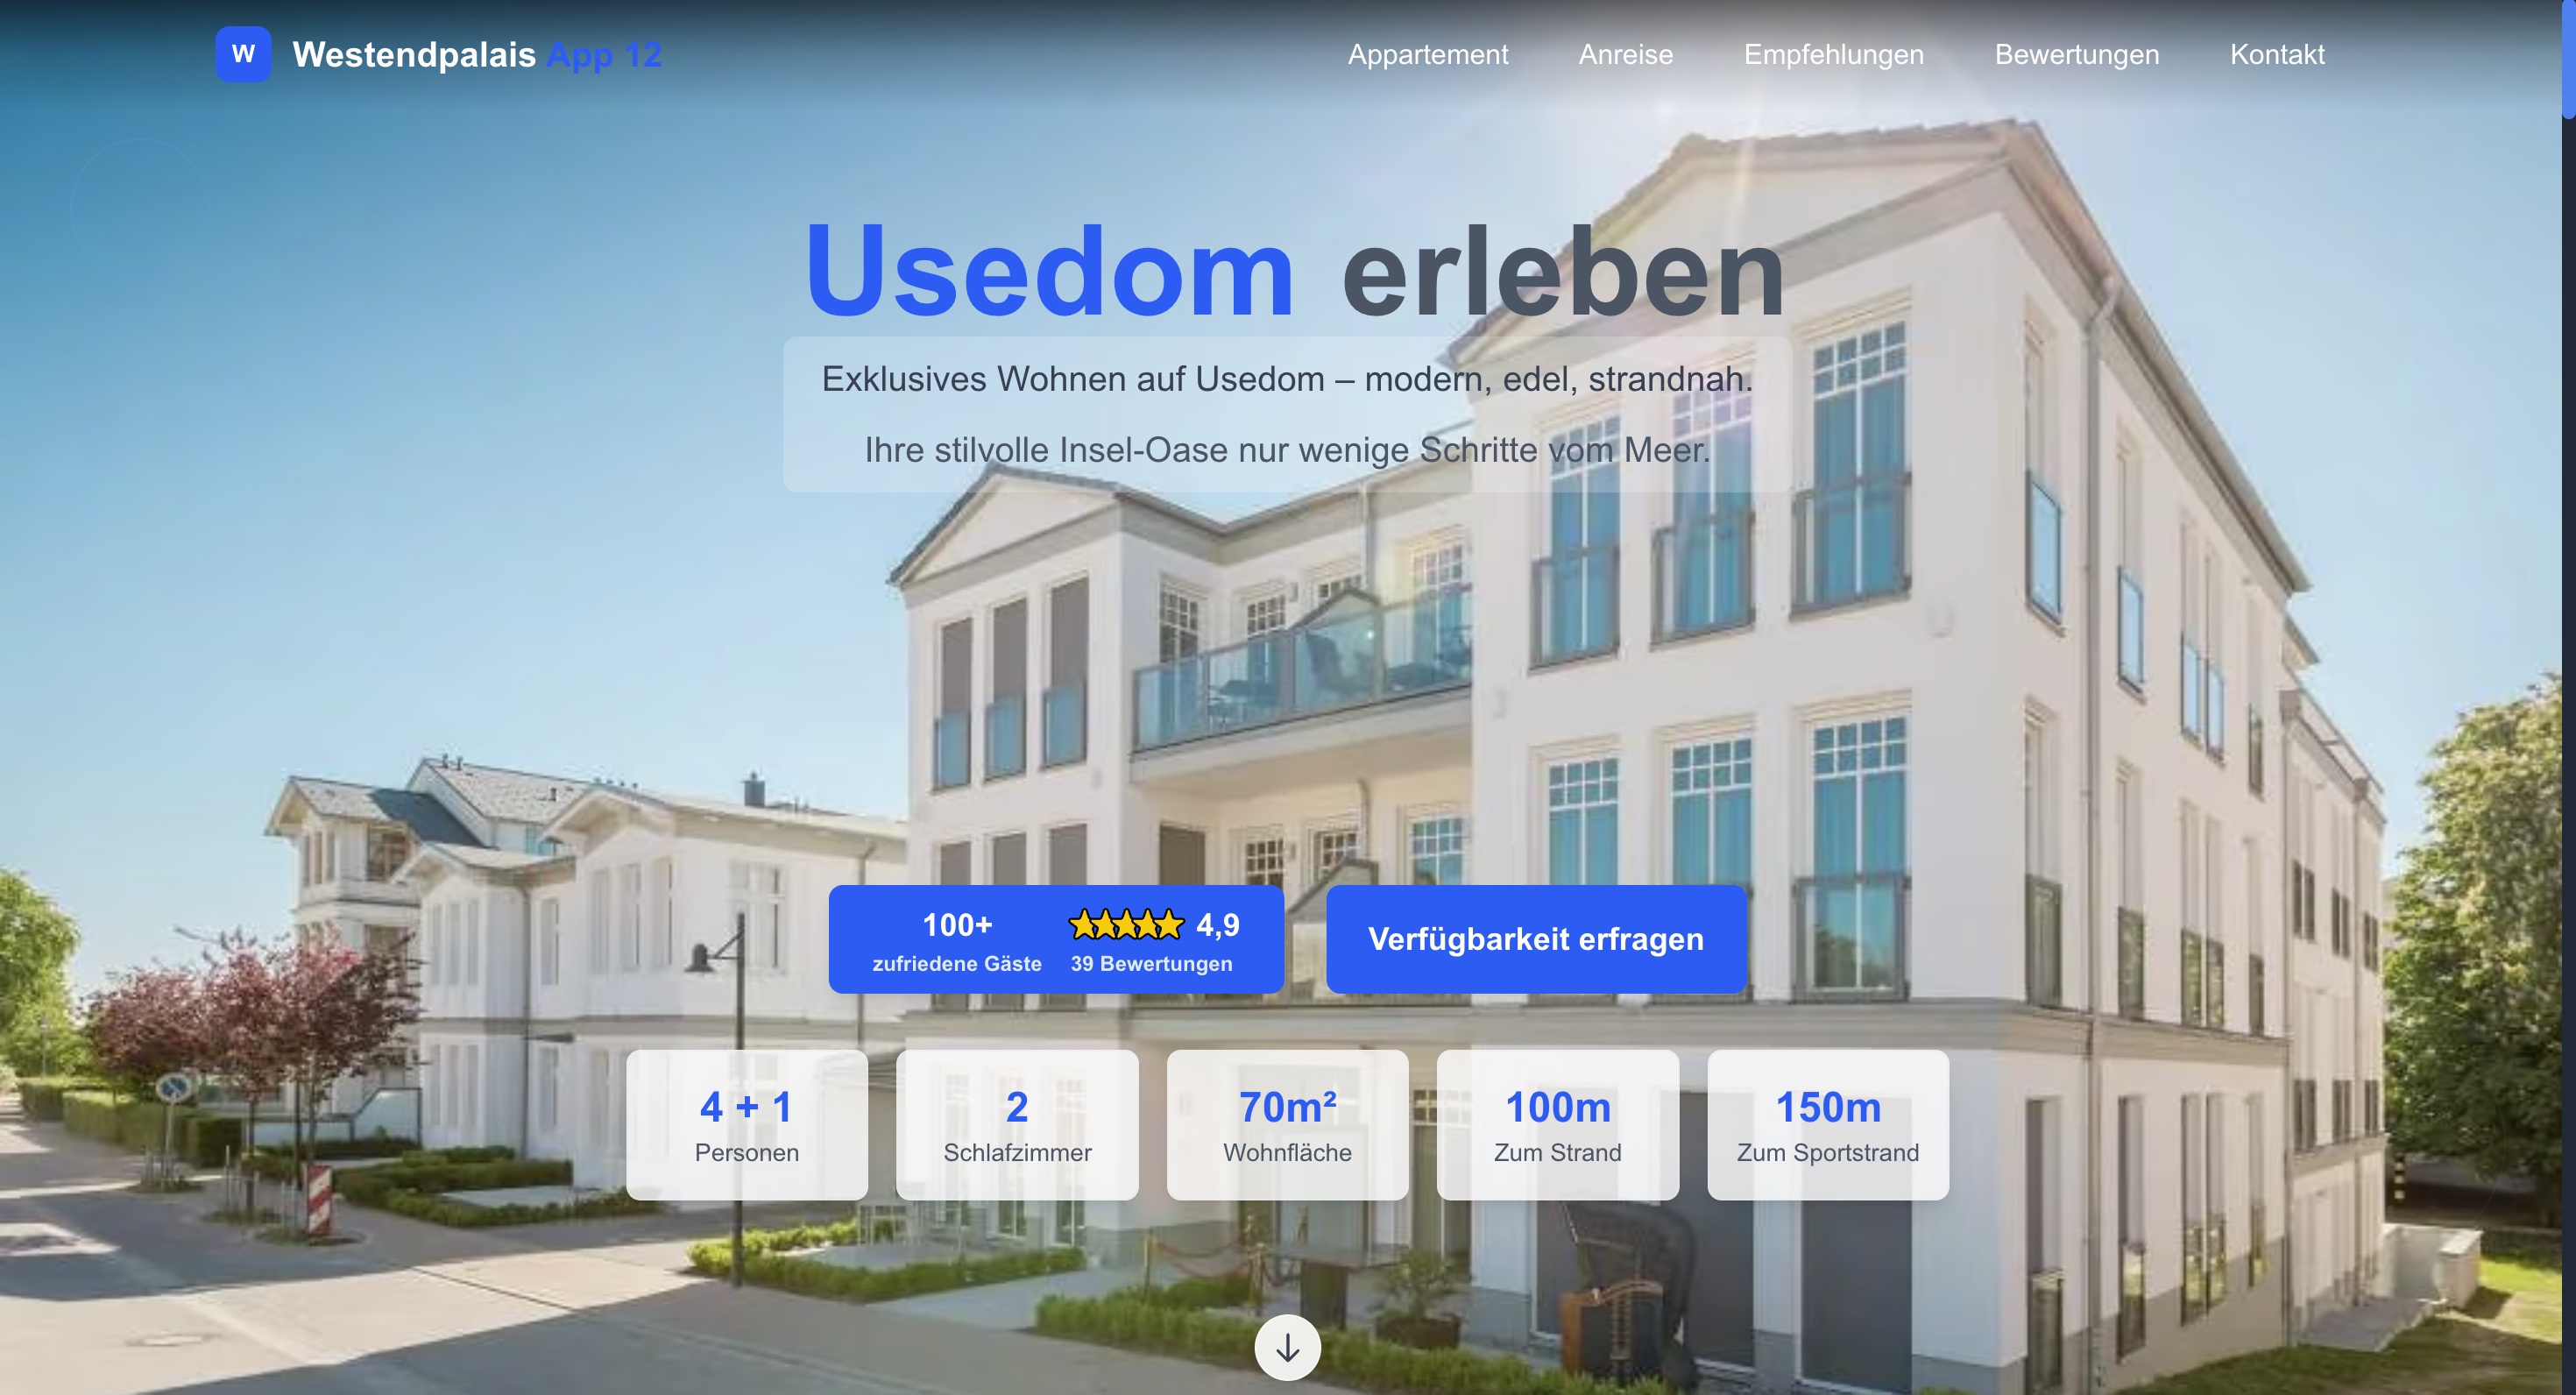 W
Westendpalais App 12
Appartement
Anreise
Empfehlungen
Bewertungen
Kontakt
Usedom erleben
Exklusives Wohnen auf Usedom – modern, edel, strandnah.
Ihre stilvolle Insel-Oase nur wenige Schritte vom Meer.
100+
zufriedene Gäste
4,9
39 Bewertungen
Verfügbarkeit erfragen
4 + 1
Personen
2
Schlafzimmer
70m²
Wohnfläche
100m
Zum Strand
150m
Zum Sportstrand